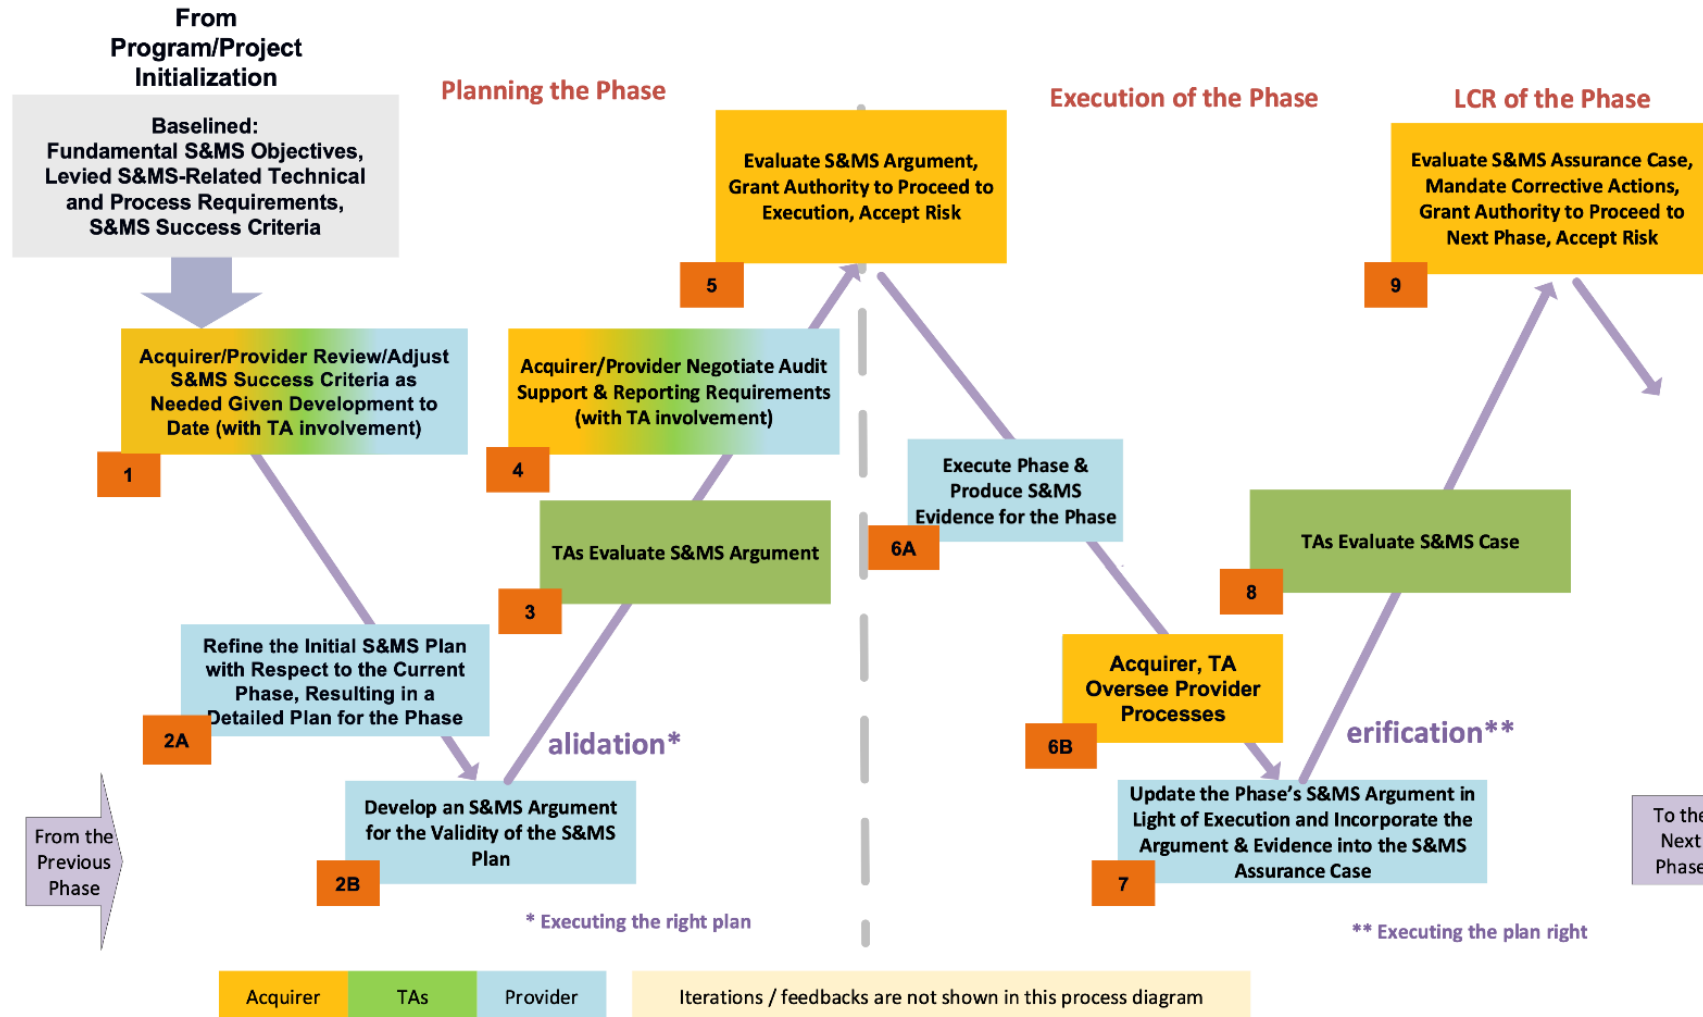 From
Program/Project
Initialization
Baselined:
Fundamental S&MS Objectives,
Levied S&MS-Related Technical
and Process Requirements,
S&MS Success Criteria
Planning the Phase
Execution of the Phase
LCR of the Phase
Acquirer/Provider Review/Adjust
S&MS Success Criteria as
Needed Given Development to
Date (with TA involvement)
1
Refine the Initial S&MS Plan
with Respect to the Current
Phase, Resulting in a
Detailed Plan for the Phase
2A
Develop an S&MS Argument
for the Validity of the S&MS
Plan
2B
alidation*
* Executing the right plan
TAs Evaluate S&MS Argument
3
Acquirer/Provider Negotiate Audit
Support & Reporting Requirements
(with TA involvement)
4
Evaluate S&MS Argument,
Grant Authority to Proceed to
Execution, Accept Risk
5
Execute Phase &
Produce S&MS
Evidence for the Phase
6A
Acquirer, TA
Oversee Provider
Processes
6B
Update the Phase's S&MS Argument in
Light of Execution and Incorporate the
Argument & Evidence into the S&MS
Assurance Case
7
erification**
** Executing the plan right
TAs Evaluate S&MS Case
8
Evaluate S&MS Assurance Case,
Mandate Corrective Actions,
Grant Authority to Proceed to
Next Phase, Accept Risk
9
From the
Previous
Phase
To the
Next
Phase
Acquirer
TAs
Provider
Iterations / feedbacks are not shown in this process diagram